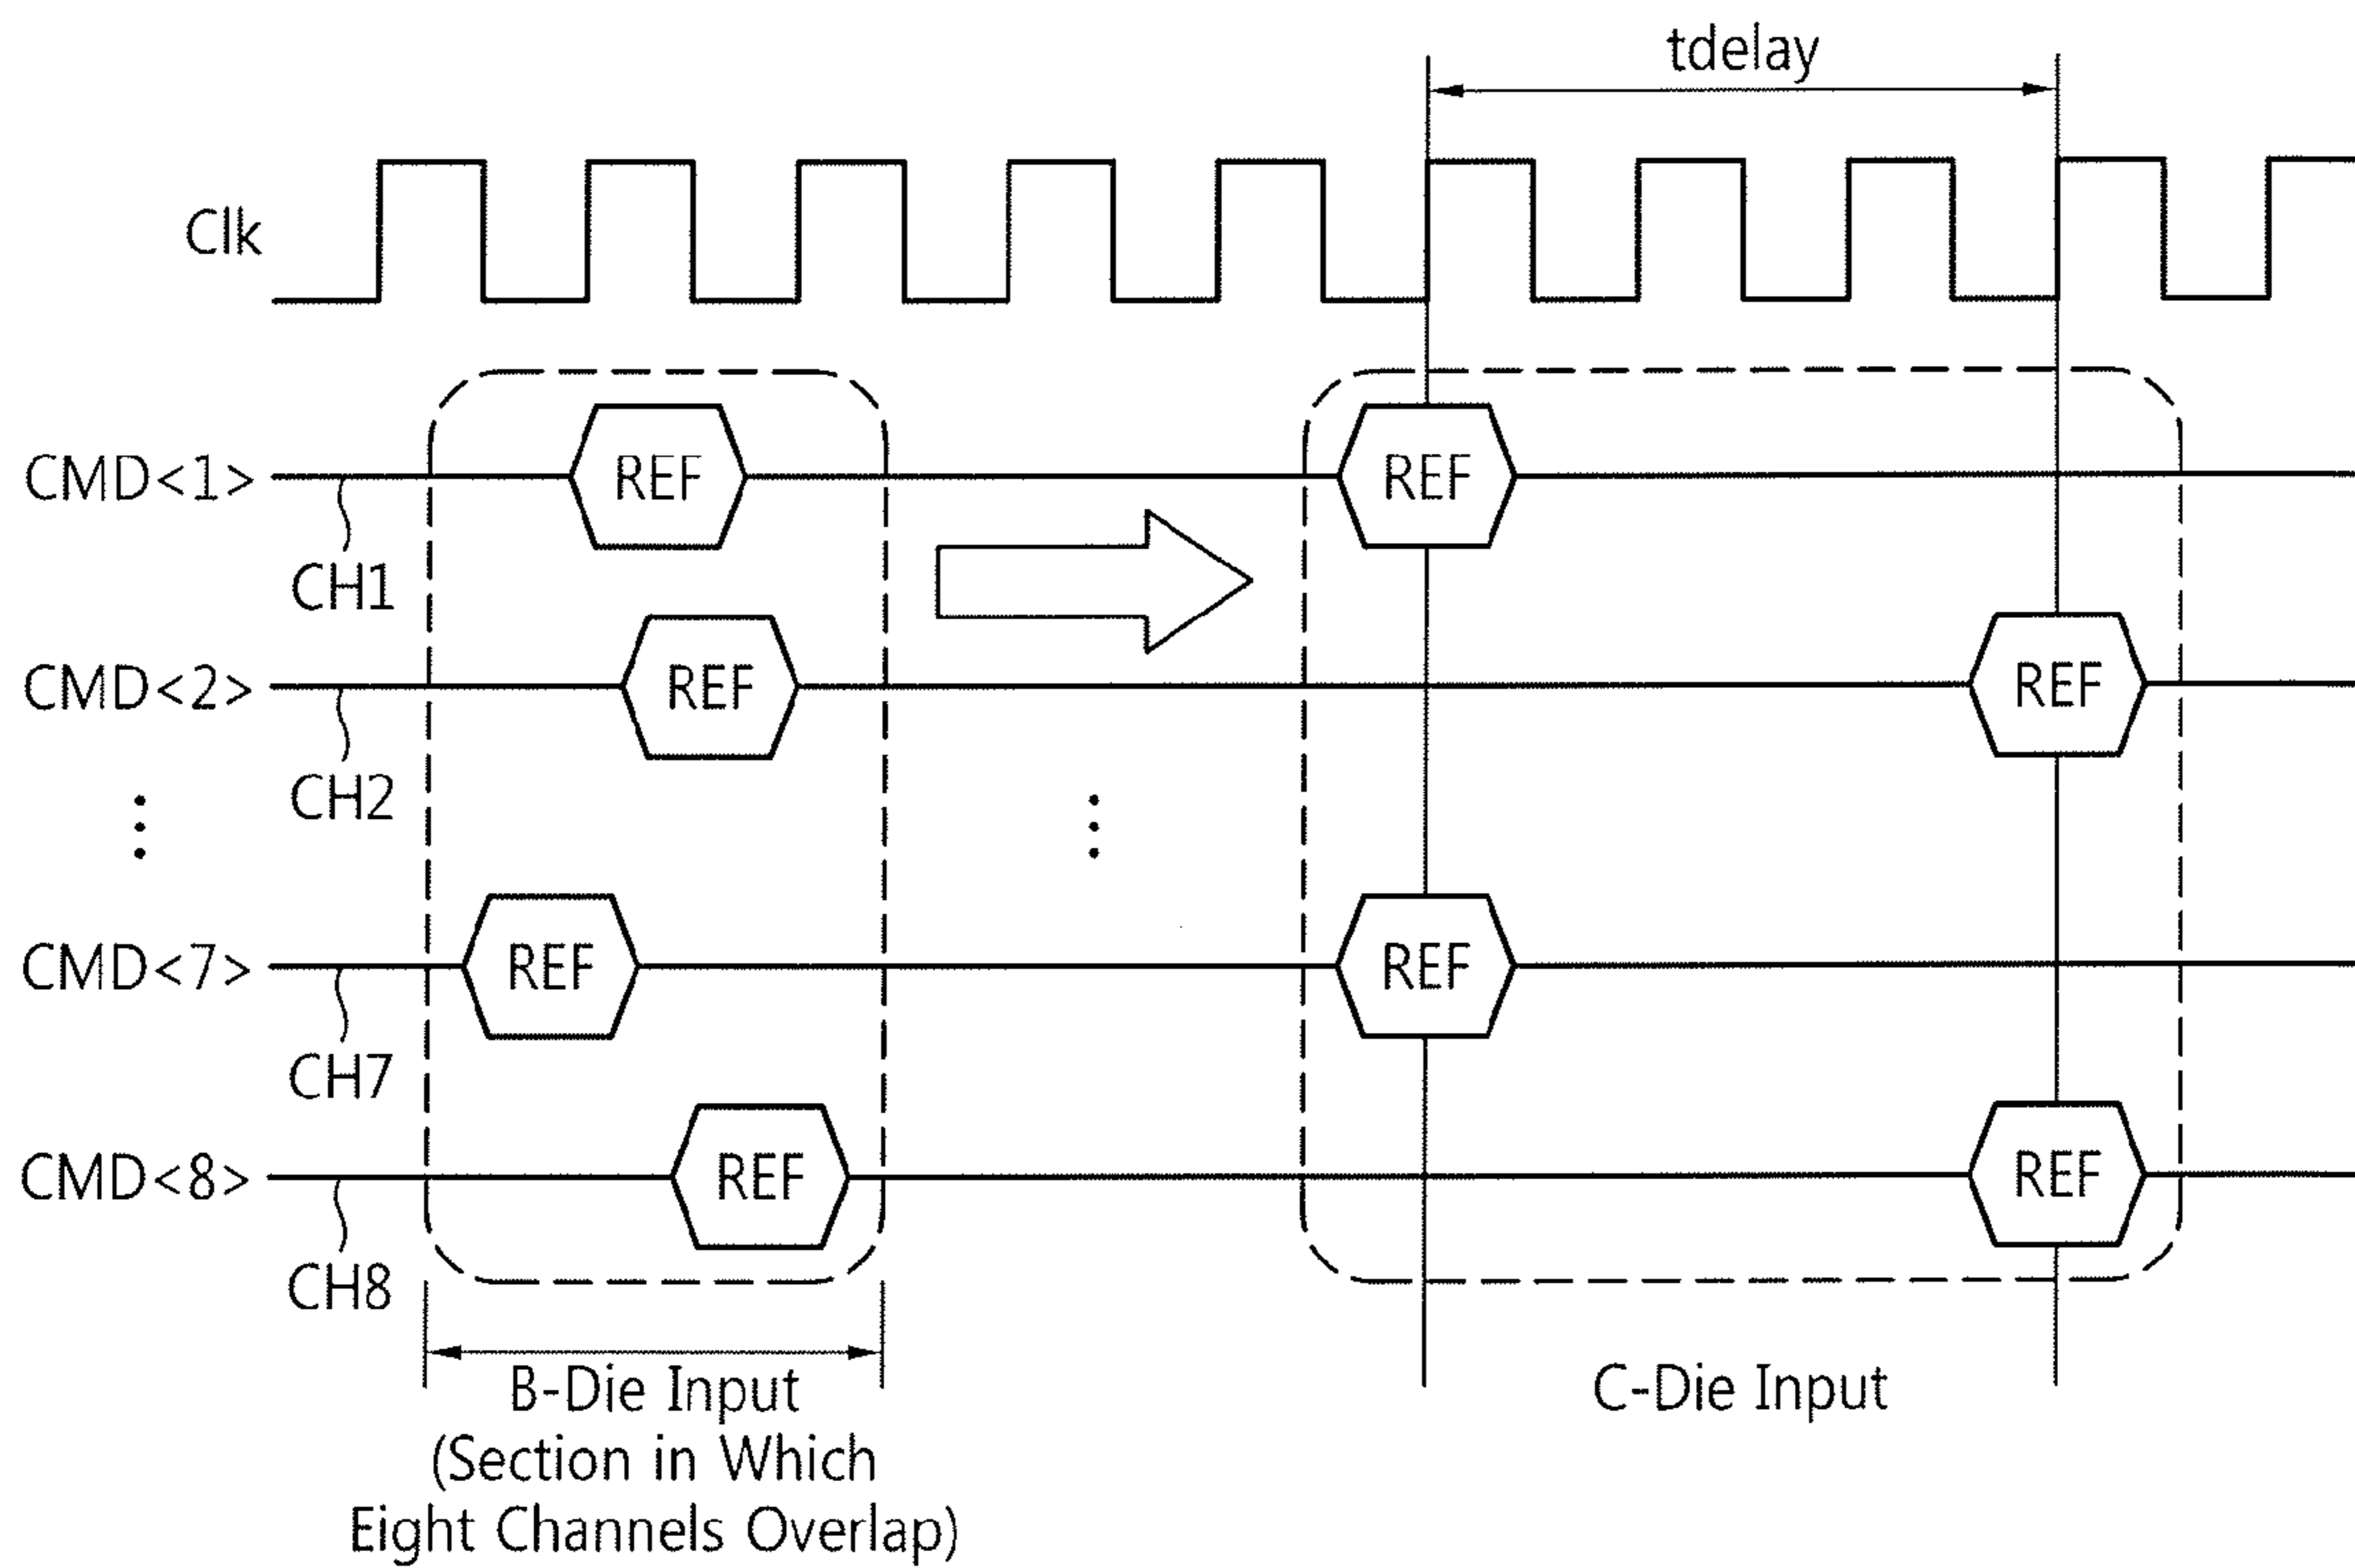 tdelay
Clk
CMD<1>
REF
REF
CH1
CMD<2>
REF
REF
CH2
CMD<7>
REF
REF
CH7
CMD<8>
REF
REF
CH8
B-Die Input
(Section in Which
Eight Channels Overlap)
C-Die Input